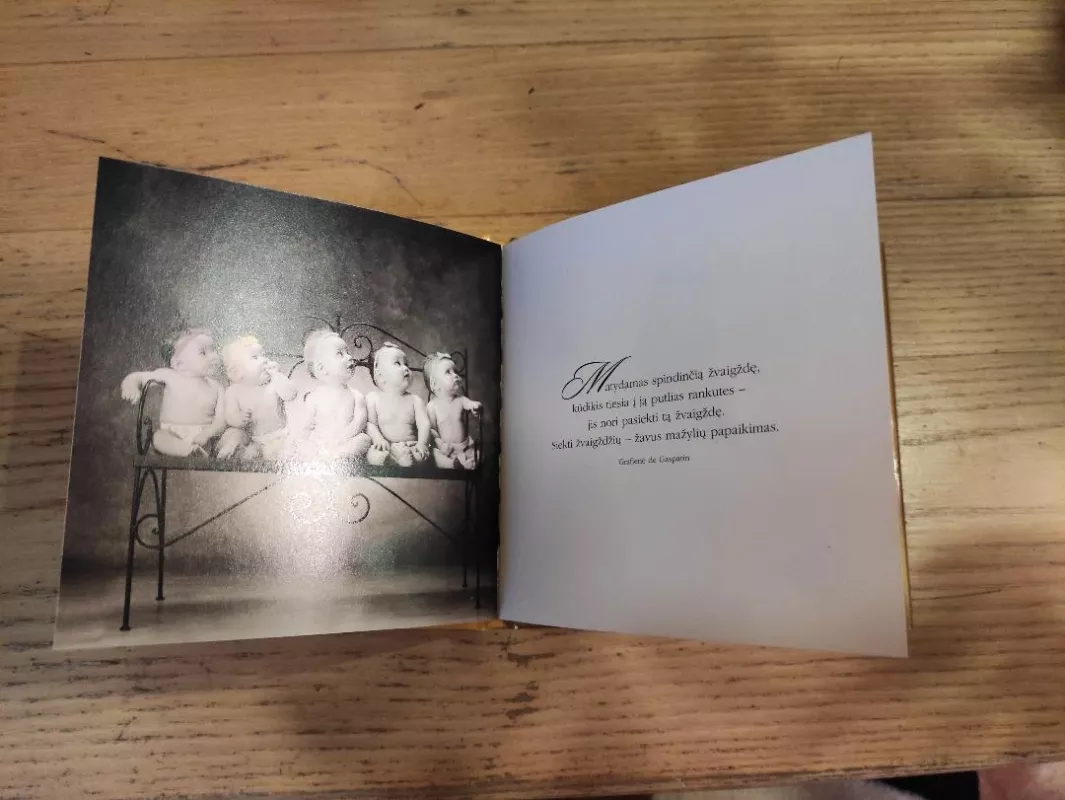 Matydamas spindinčią žvaigždę,
kūdikis tiesia į ją putlias rankutes –
jis nori pasiekti tą žvaigždę.
Siekti žvaigždžių – žavus mažylių papaikimas.
Grafienė de Gasparin